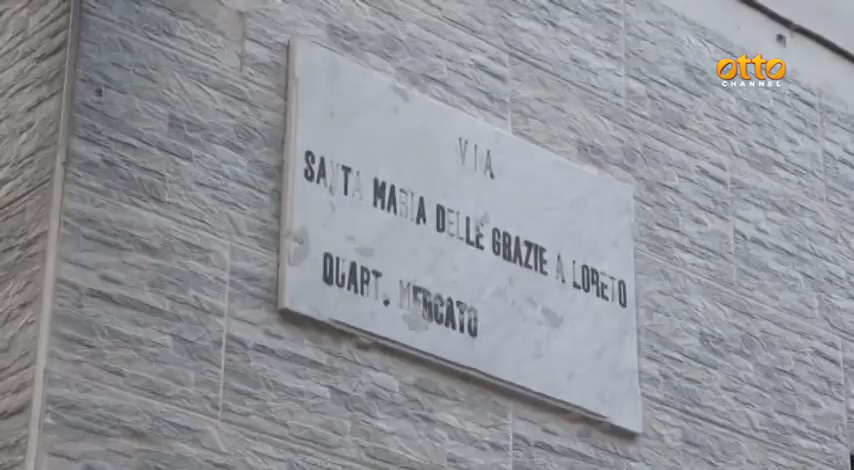 otto
CHANNEL
VIA
SANTA MARIA DELLE GRAZIE A LORETO
QUART. MERCATO